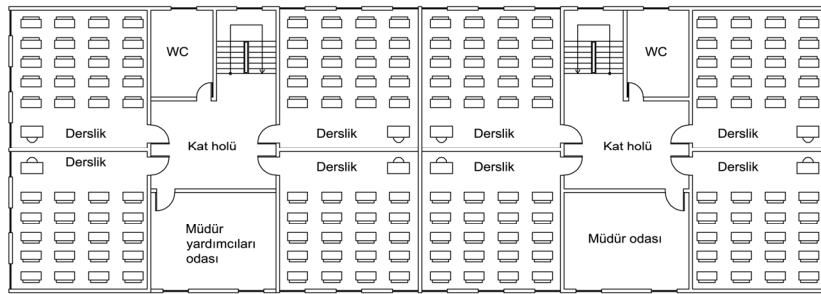 WC
WC
Derslik
Derslik
Derslik
Derslik
Kat holü
Kat holü
Derslik
Derslik
Derslik
Derslik
Müdür
yardımcıları
odası
Müdür odası